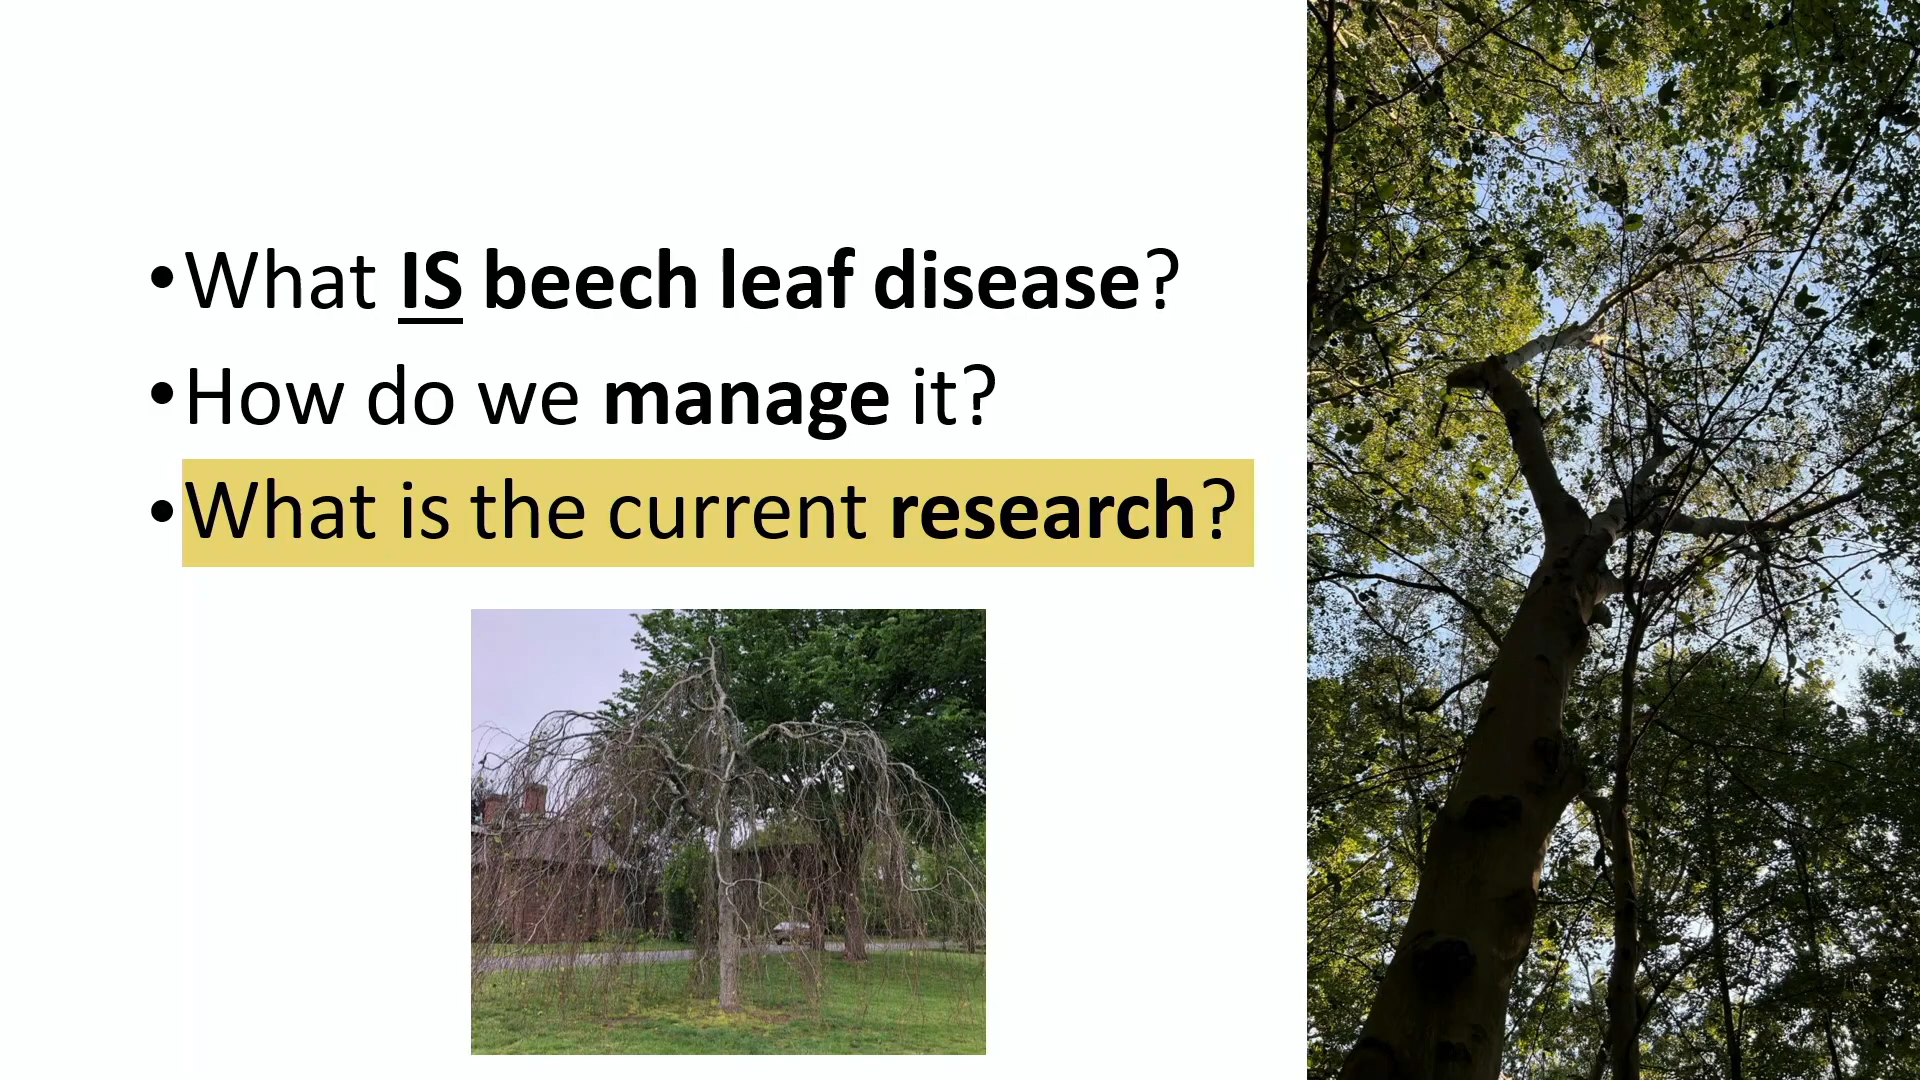 •What IS beech leaf disease?
•How do we manage it?
•What is the current research?